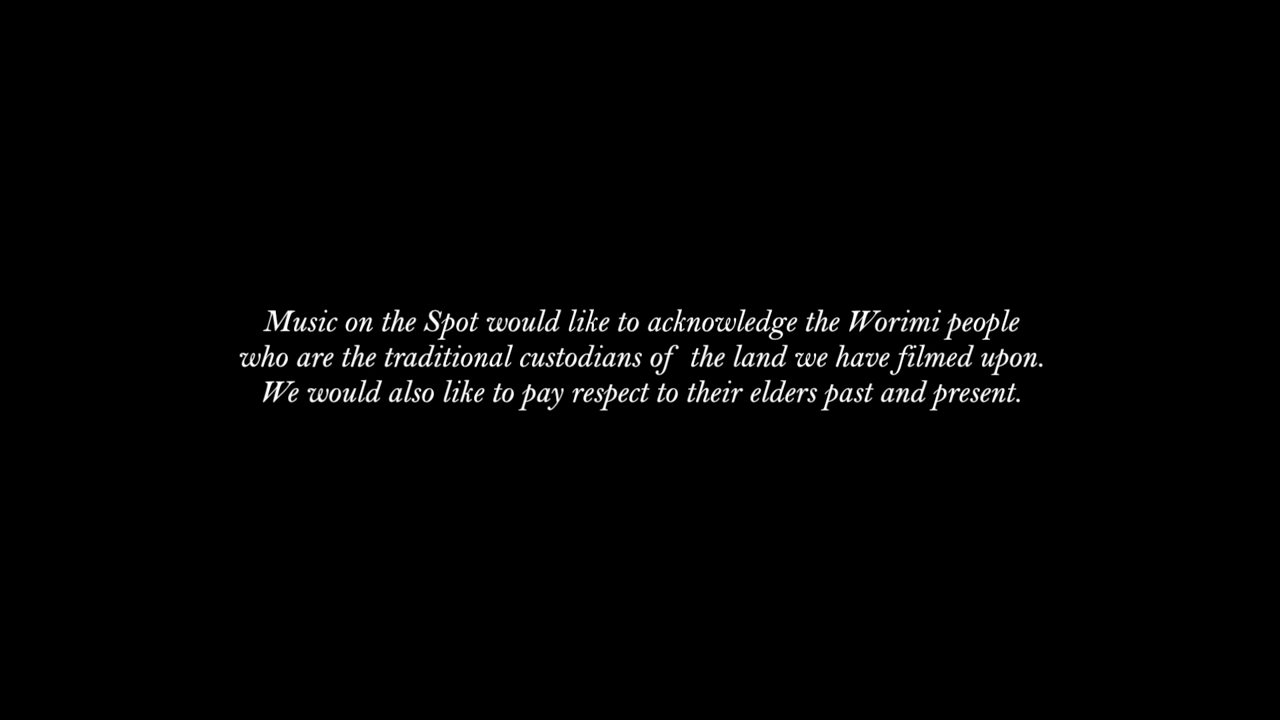 Music on the Spot would like to acknowledge the Worimi people
who are the traditional custodians of  the land we have filmed upon.
We would also like to pay respect to their elders past and present.